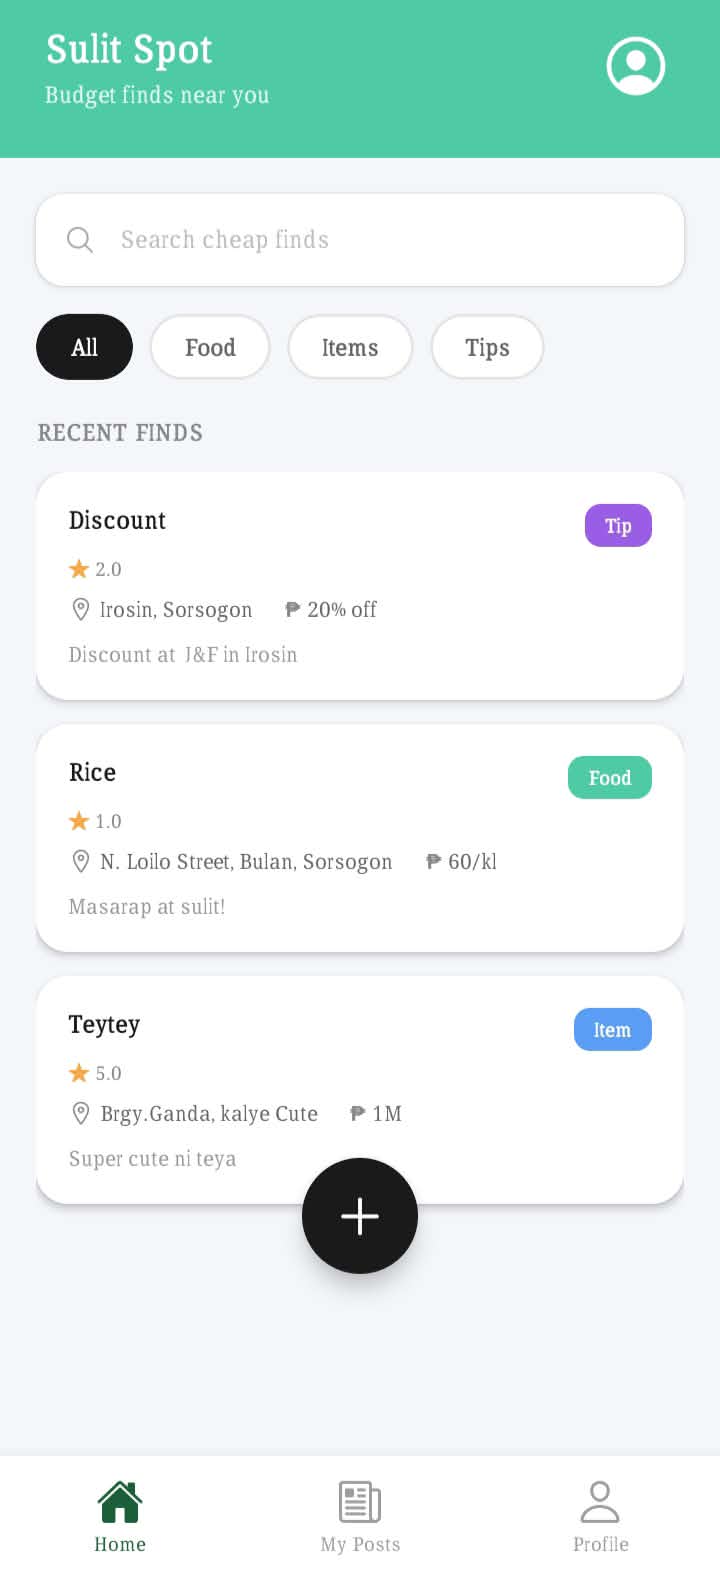 Sulit Spot
Budget finds near you
Search cheap finds
All Food Items Tips
RECENT FINDS
Discount
Tip
2.0
Irosin, Sorsogon ₱ 20% off
Discount at J&F in Irosin
Rice
Food
1.0
N. Loilo Street, Bulan, Sorsogon ₱ 60/kl
Masarap at sulit!
Teytey
Item
5.0
Brgy.Ganda, kalye Cute ₱ 1M
Super cute ni teya
Home My Posts Profile